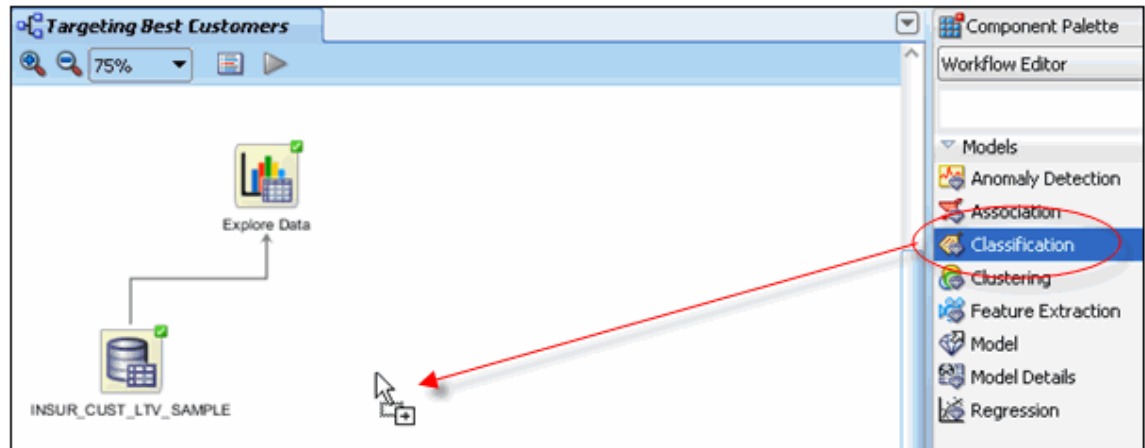 Targeting Best Customers
75%
Explore Data
INSUR_CUST_LTV_SAMPLE
Component Palette
Workflow Editor
Models
Anomaly Detection
Association
Classification
Clustering
Feature Extraction
Model
Model Details
Regression